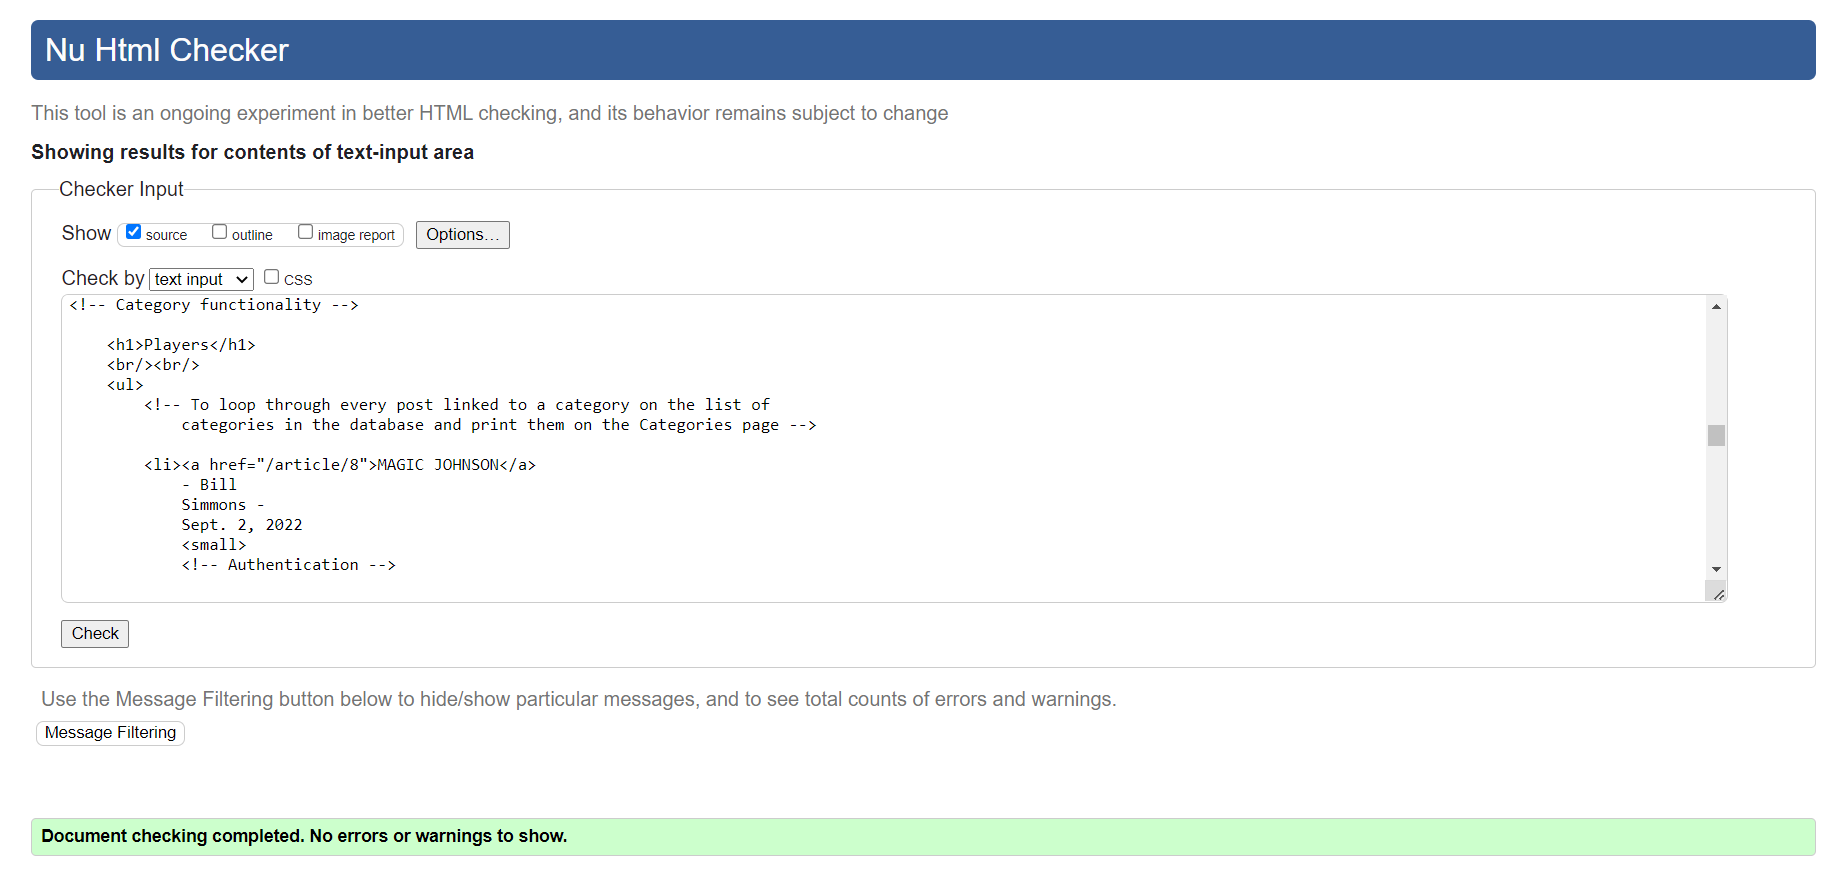 Nu Html Checker
This tool is an ongoing experiment in better HTML checking, and its behavior remains subject to change
Showing results for contents of text-input area
Checker Input
Show source outline image report Options...
Check by text input CSS
<!-- Category functionality -->
<h1>Players</h1>
<br/><br/>
<ul>
<!-- To loop through every post linked to a category on the list of
categories in the database and print them on the Categories page -->
<li><a href="/article/8">MAGIC JOHNSON</a>
- Bill
Simmons -
Sept. 2, 2022
<small>
<!-- Authentication -->
Check
Use the Message Filtering button below to hide/show particular messages, and to see total counts of errors and warnings.
Message Filtering
Document checking completed. No errors or warnings to show.